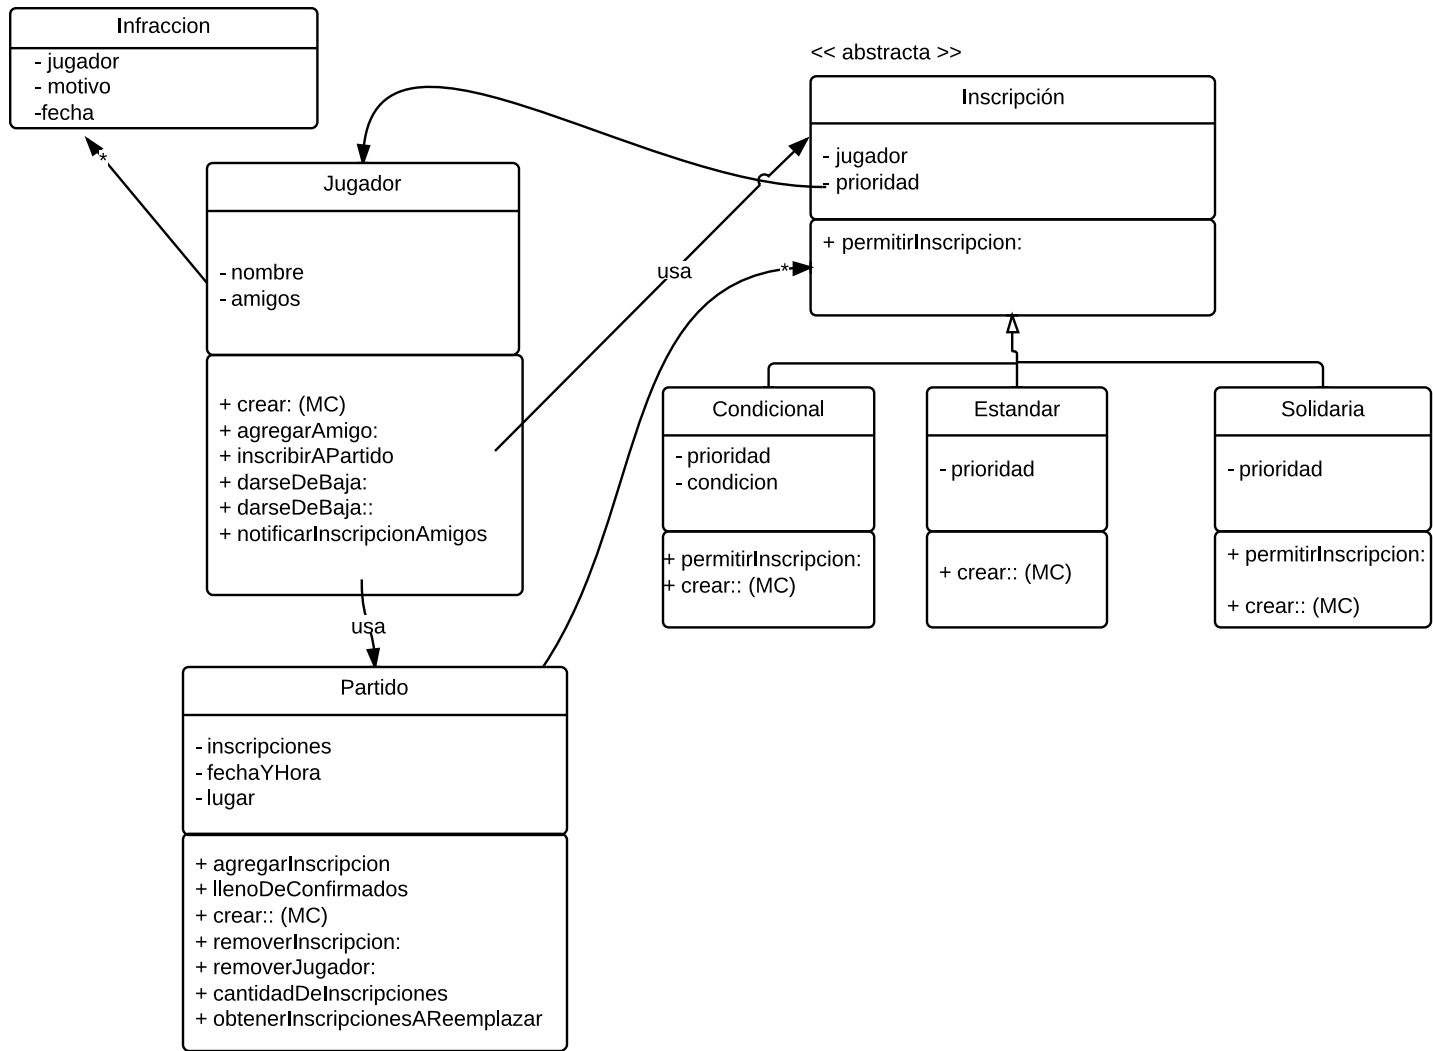 Infraccion
- jugador
- motivo
-fecha
*
<< abstracta >>
Inscripción
- jugador
- prioridad
+ permitirInscripcion:
Jugador
- nombre
- amigos
+ crear: (MC)
+ agregarAmigo:
+ inscribirAPartido
+ darseDeBaja:
+ darseDeBaja::
+ notificarInscripcionAmigos
usa
*
usa
Condicional
- prioridad
- condicion
+ permitirInscripcion:
+ crear:: (MC)
Estandar
- prioridad
+ crear:: (MC)
Solidaria
- prioridad
+ permitirInscripcion:
+ crear:: (MC)
Partido
- inscripciones
- fechaYHora
- lugar
+ agregarInscripcion
+ llenoDeConfirmados
+ crear:: (MC)
+ removerInscripcion:
+ removerJugador:
+ cantidadDeInscripciones
+ obtenerInscripcionesAReemplazar